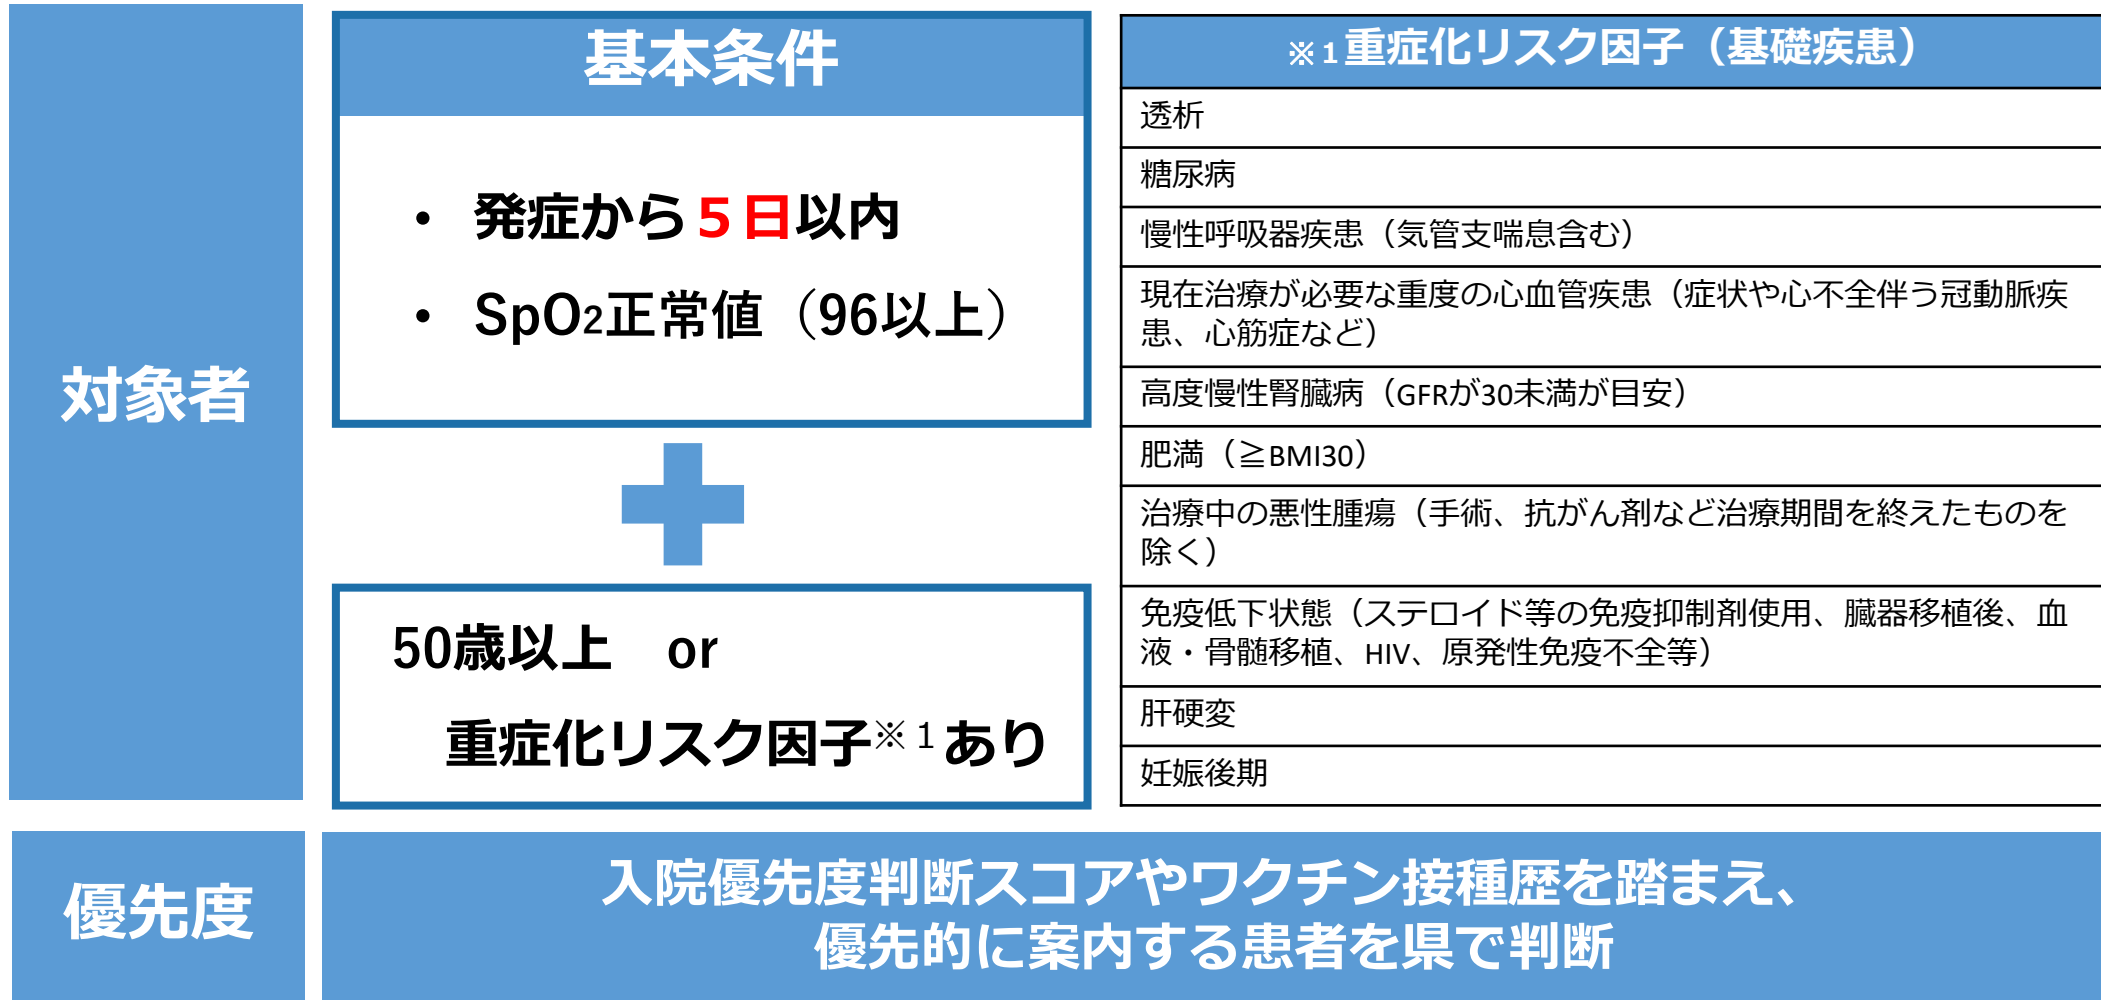 対象者
基本条件
・ 発症から５日以内
・ SpO2正常値（96以上）
50歳以上　or
重症化リスク因子※１あり
※１重症化リスク因子（基礎疾患）
透析
糖尿病
慢性呼吸器疾患（気管支喘息含む）
現在治療が必要な重度の心血管疾患（症状や心不全伴う冠動脈疾
患、心筋症など）
高度慢性腎臓病（GFRが30未満が目安）
肥満（≧BMI30）
治療中の悪性腫瘍（手術、抗がん剤など治療期間を終えたものを
除く）
免疫低下状態（ステロイド等の免疫抑制剤使用、臓器移植後、血
液・骨髄移植、HIV、原発性免疫不全等）
肝硬変
妊娠後期
優先度
入院優先度判断スコアやワクチン接種歴を踏まえ、
優先的に案内する患者を県で判断